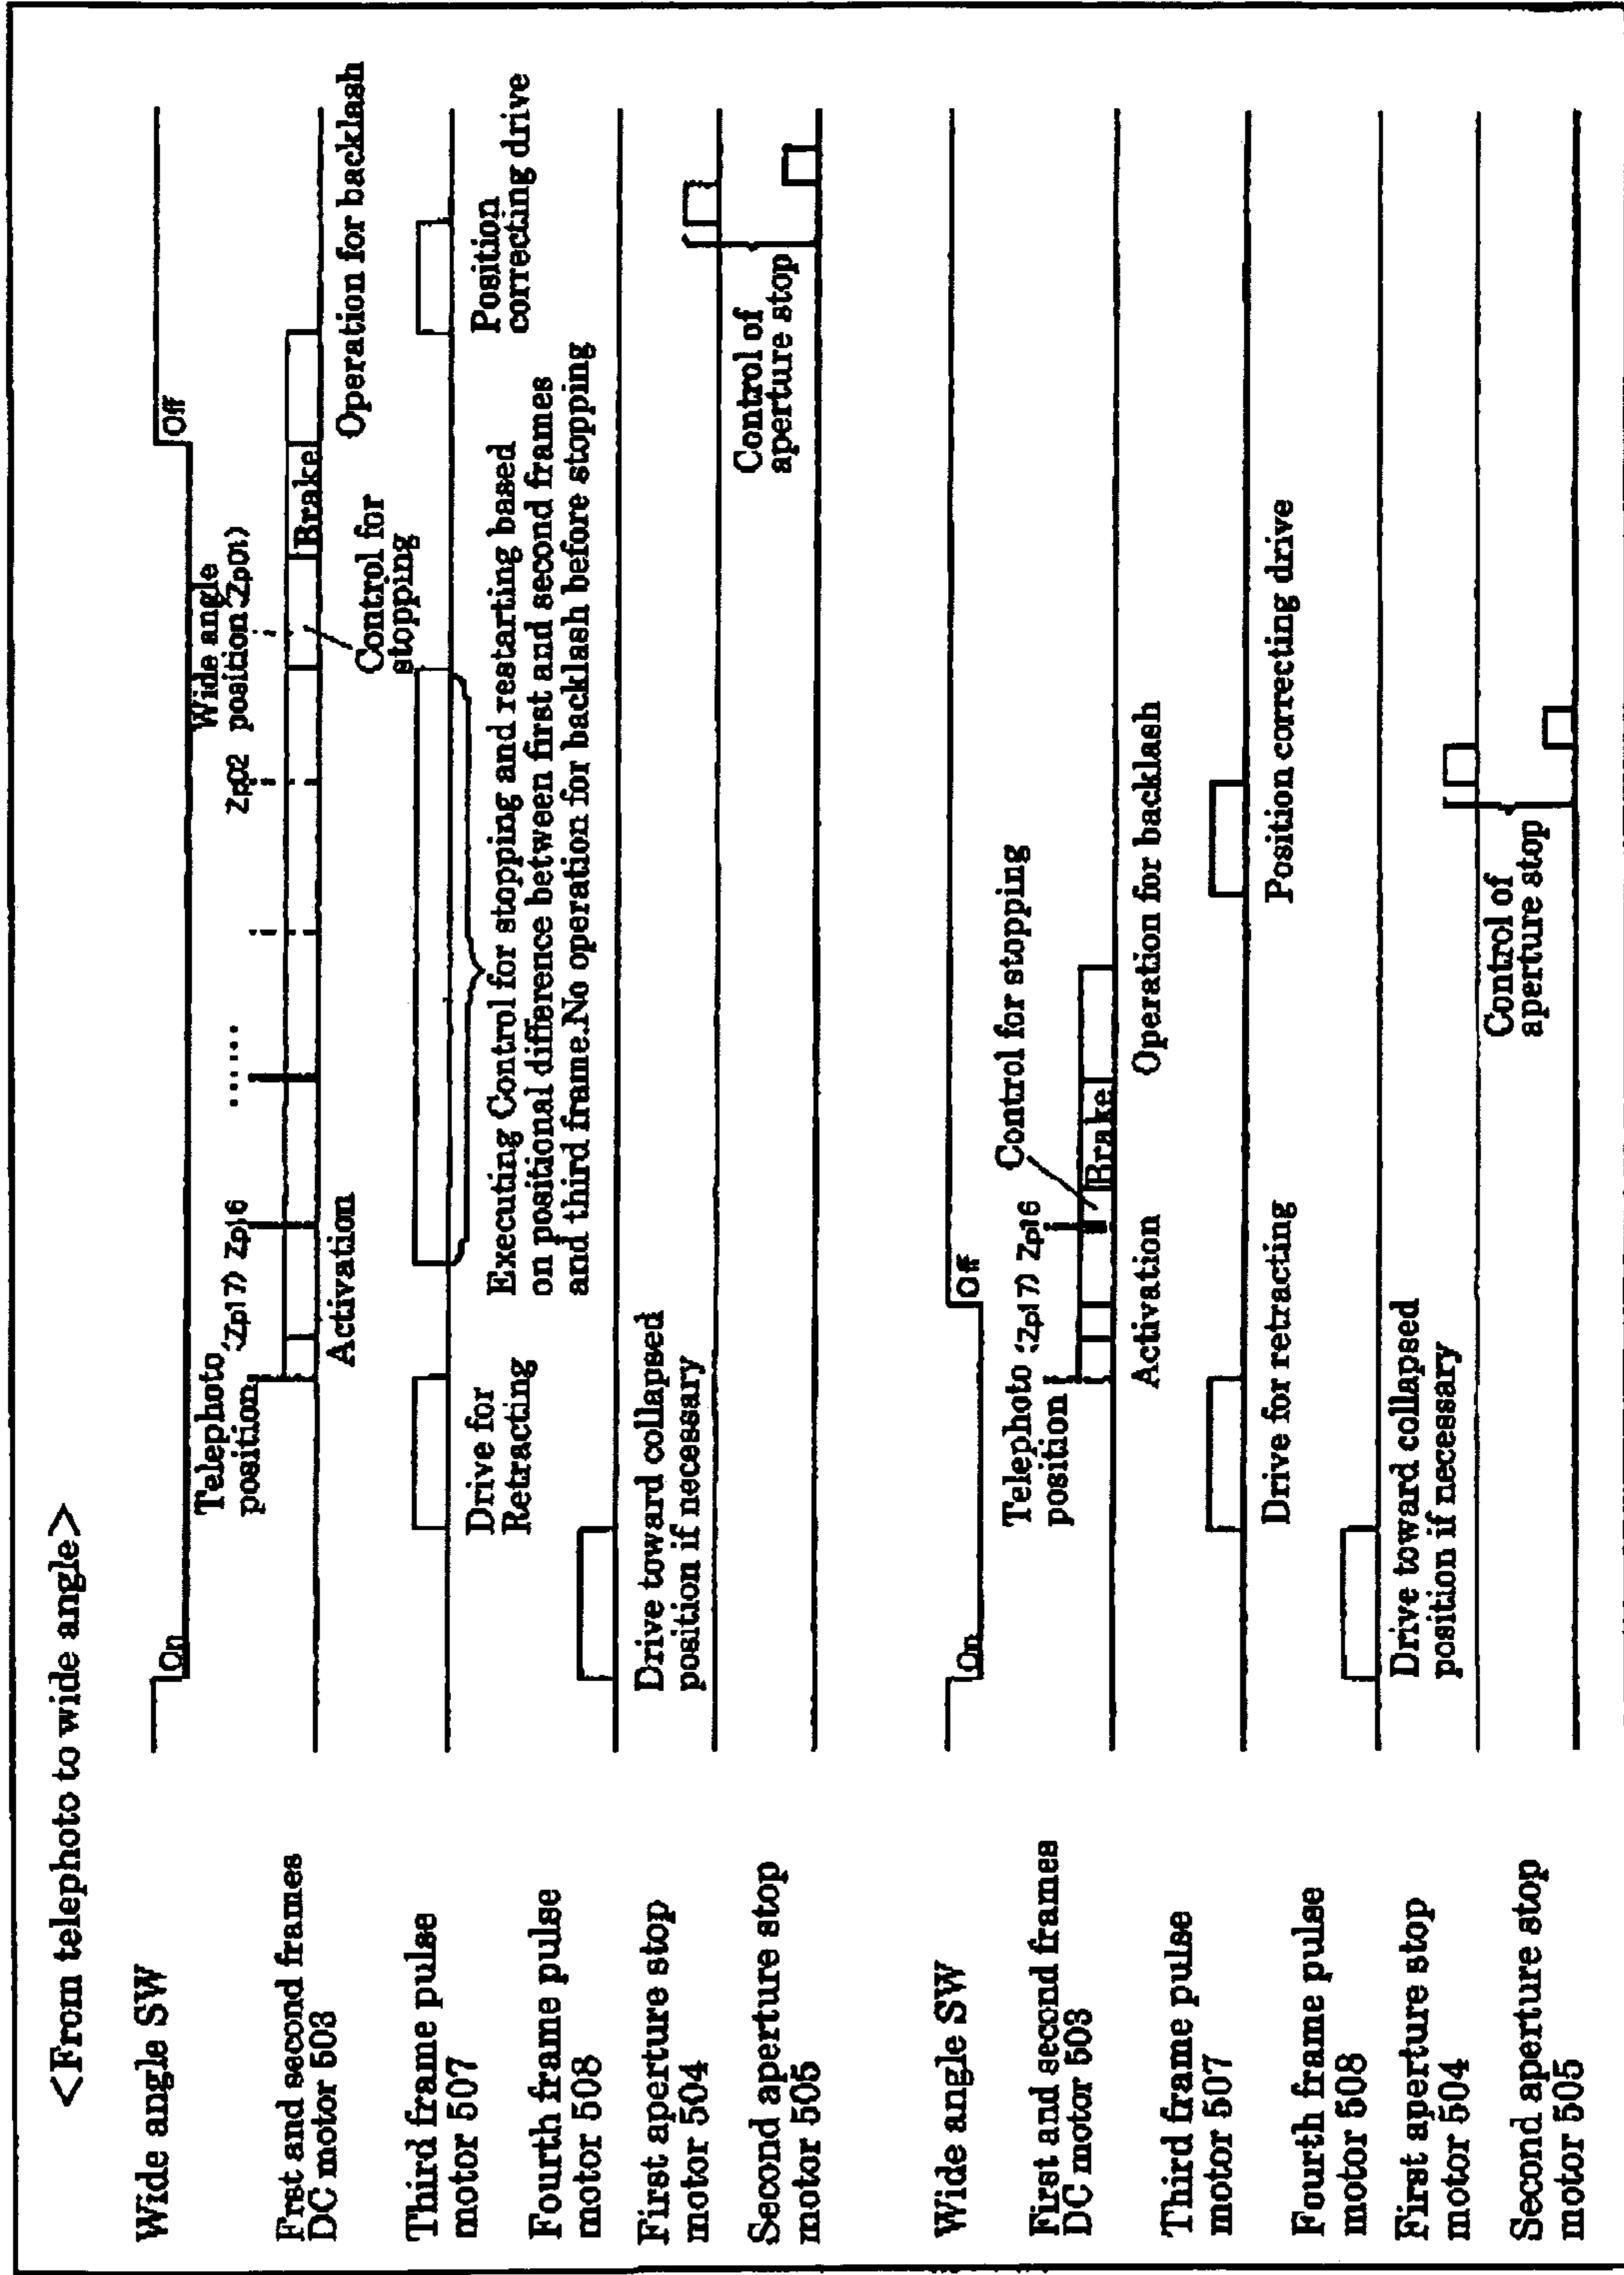 <From telephoto to wide angle>
Wide angle SW
On
Off
Frst and second frames
DC motor 503
Telephoto (Zp17) Zp16
position
......
Zp02
Wide angle
position (Zp01)
Brake
Activation
Control for
stopping
Operation for backlash
Third frame pulse
motor 507
Drive for
Retracting
Executing Control for stopping and restarting based
on positional difference between first and second frames
and third frame.No operation for backlash before stopping
Position
correcting drive
Fourth frame pulse
motor 508
Drive toward collapsed
position if necessary
First aperture stop
motor 504
Second aperture stop
motor 505
Control of
aperture stop
Wide angle SW
On
Off
First and second frames
DC motor 503
Telephoto (Zp17) Zp16
position
Control for stopping
Brake
Activation
Operation for backlash
Third frame pulse
motor 507
Drive for retracting
Position correcting drive
Fourth frame pulse
motor 508
Drive toward collapsed
position if necessary
First aperture stop
motor 504
Second aperture stop
motor 505
Control of
aperture stop